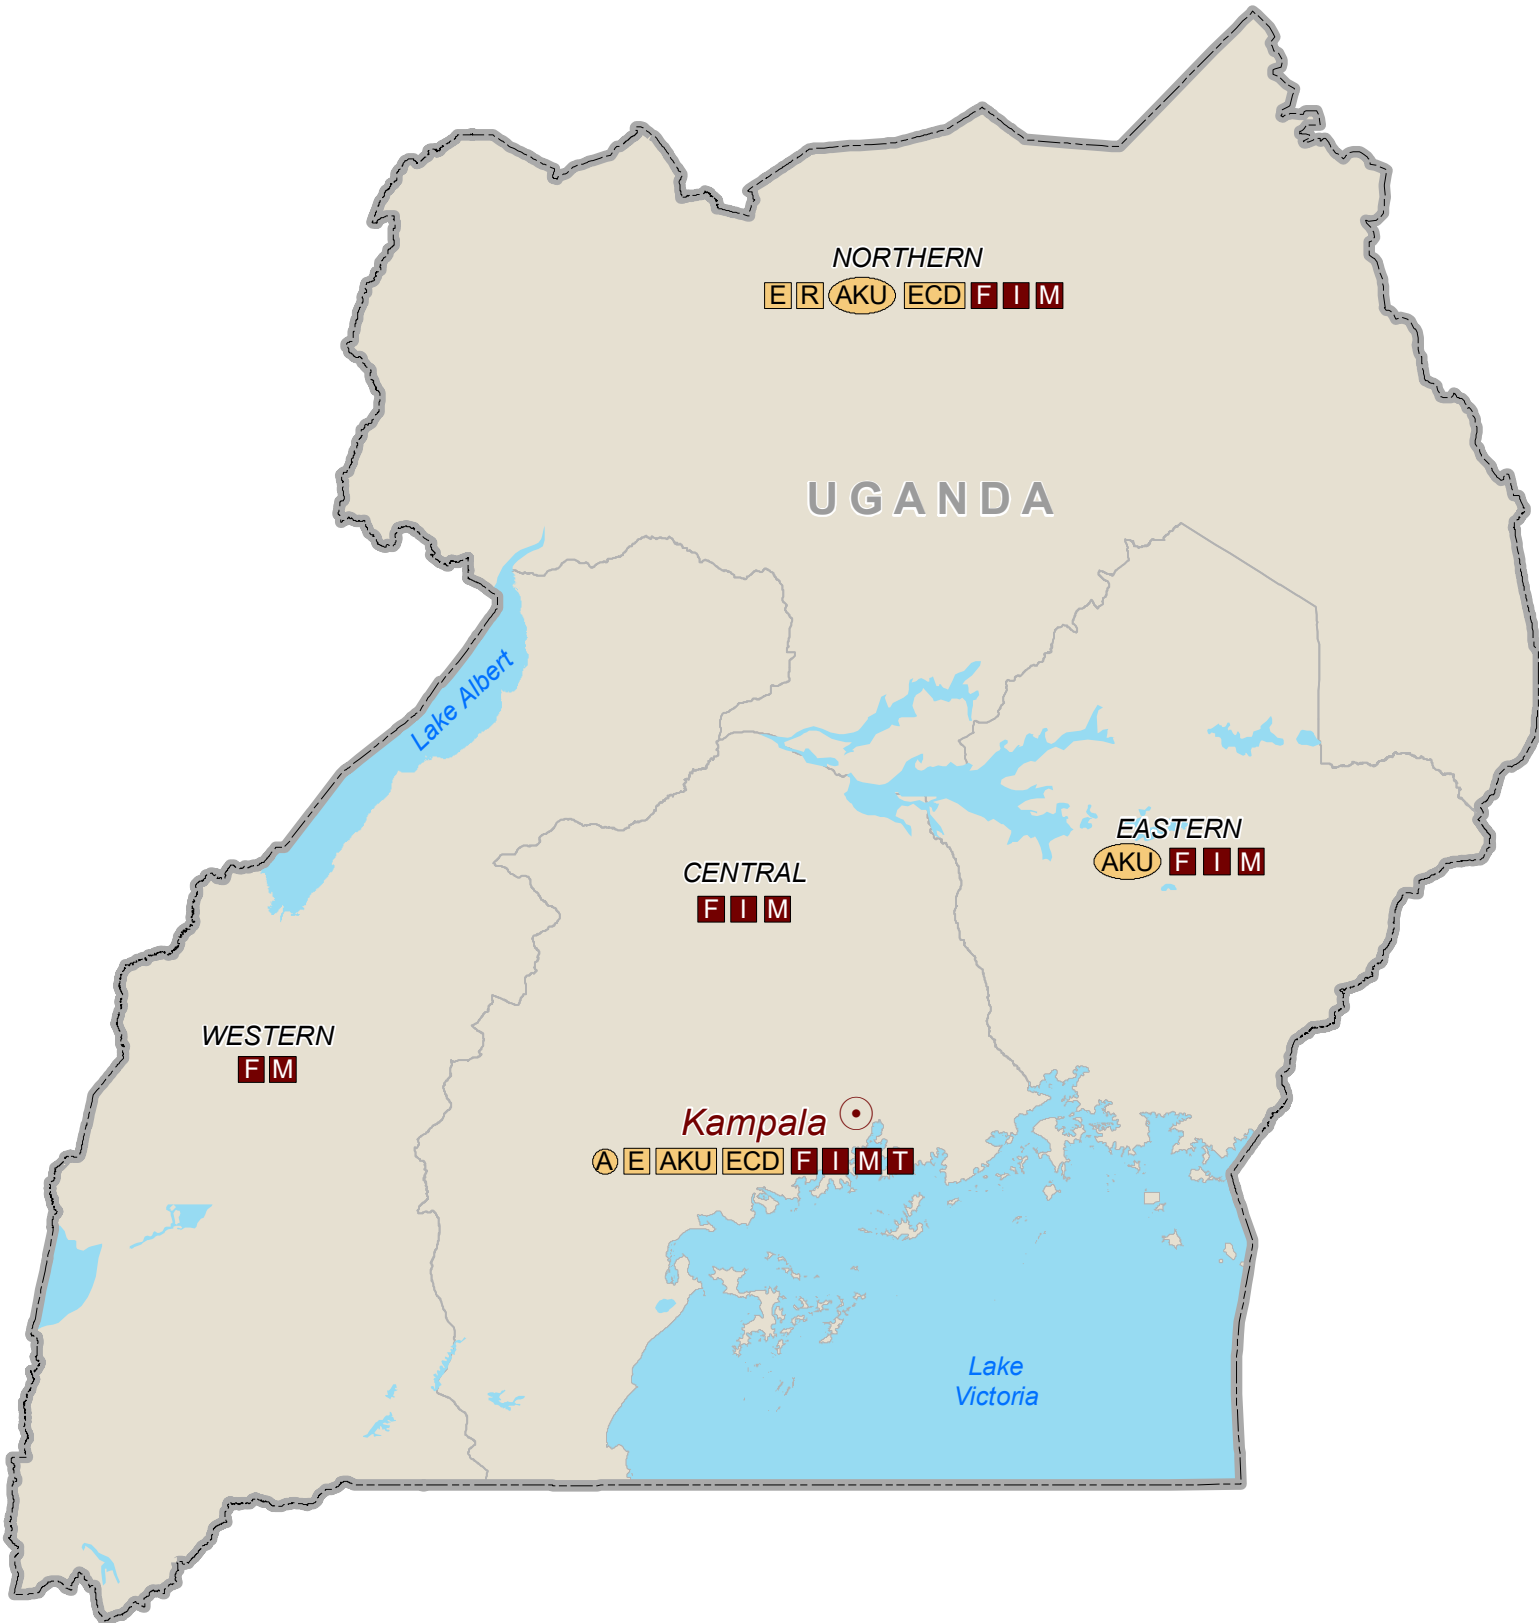 NORTHERN
E R AKU ECD F I M
UGANDA
Lake Albert
EASTERN
AKU F I M
CENTRAL
F I M
WESTERN
F M
Kampala
A E AKU ECD F I M T
Lake
Victoria